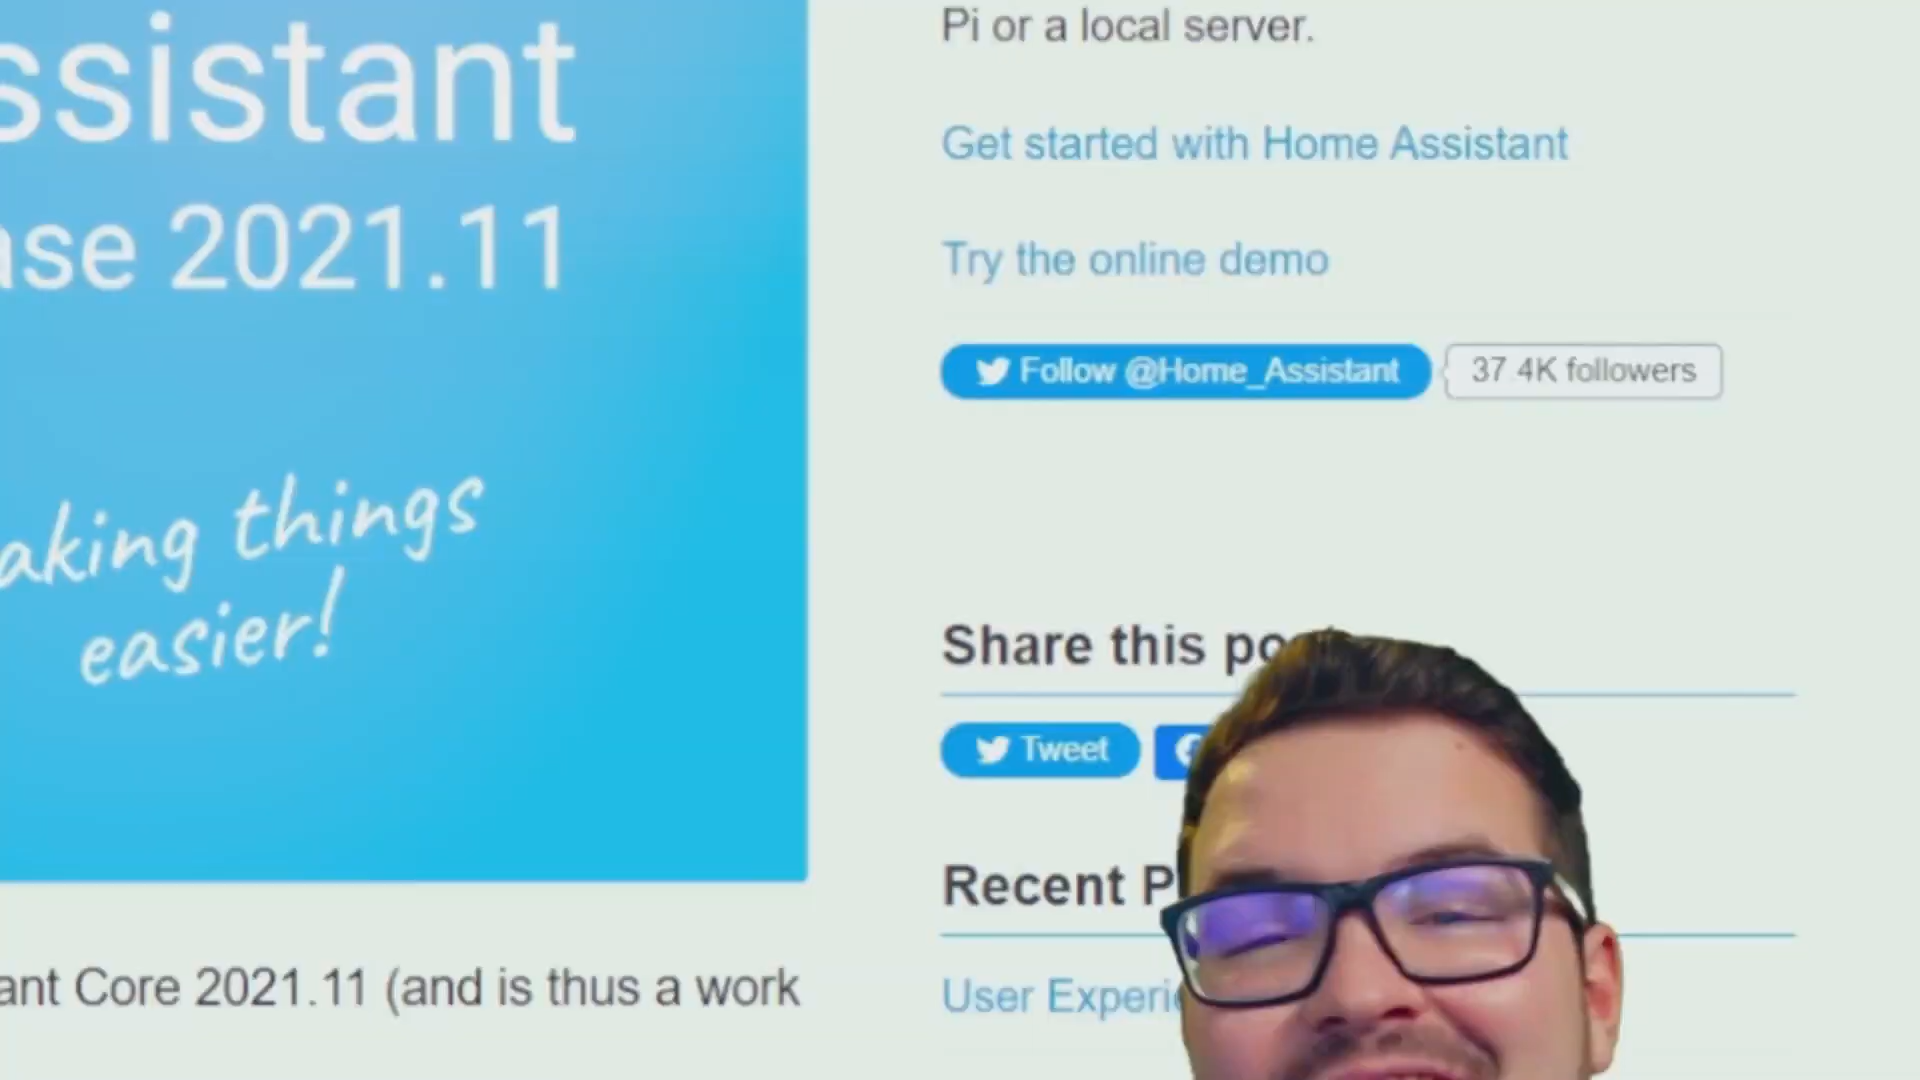 ssistant
ase 2021.11
aking things
easier!
ant Core 2021.11 (and is thus a work
Pi or a local server.
Get started with Home Assistant
Try the online demo
Follow @Home_Assistant
37.4K followers
Share this po
Tweet
Recent P
User Experi